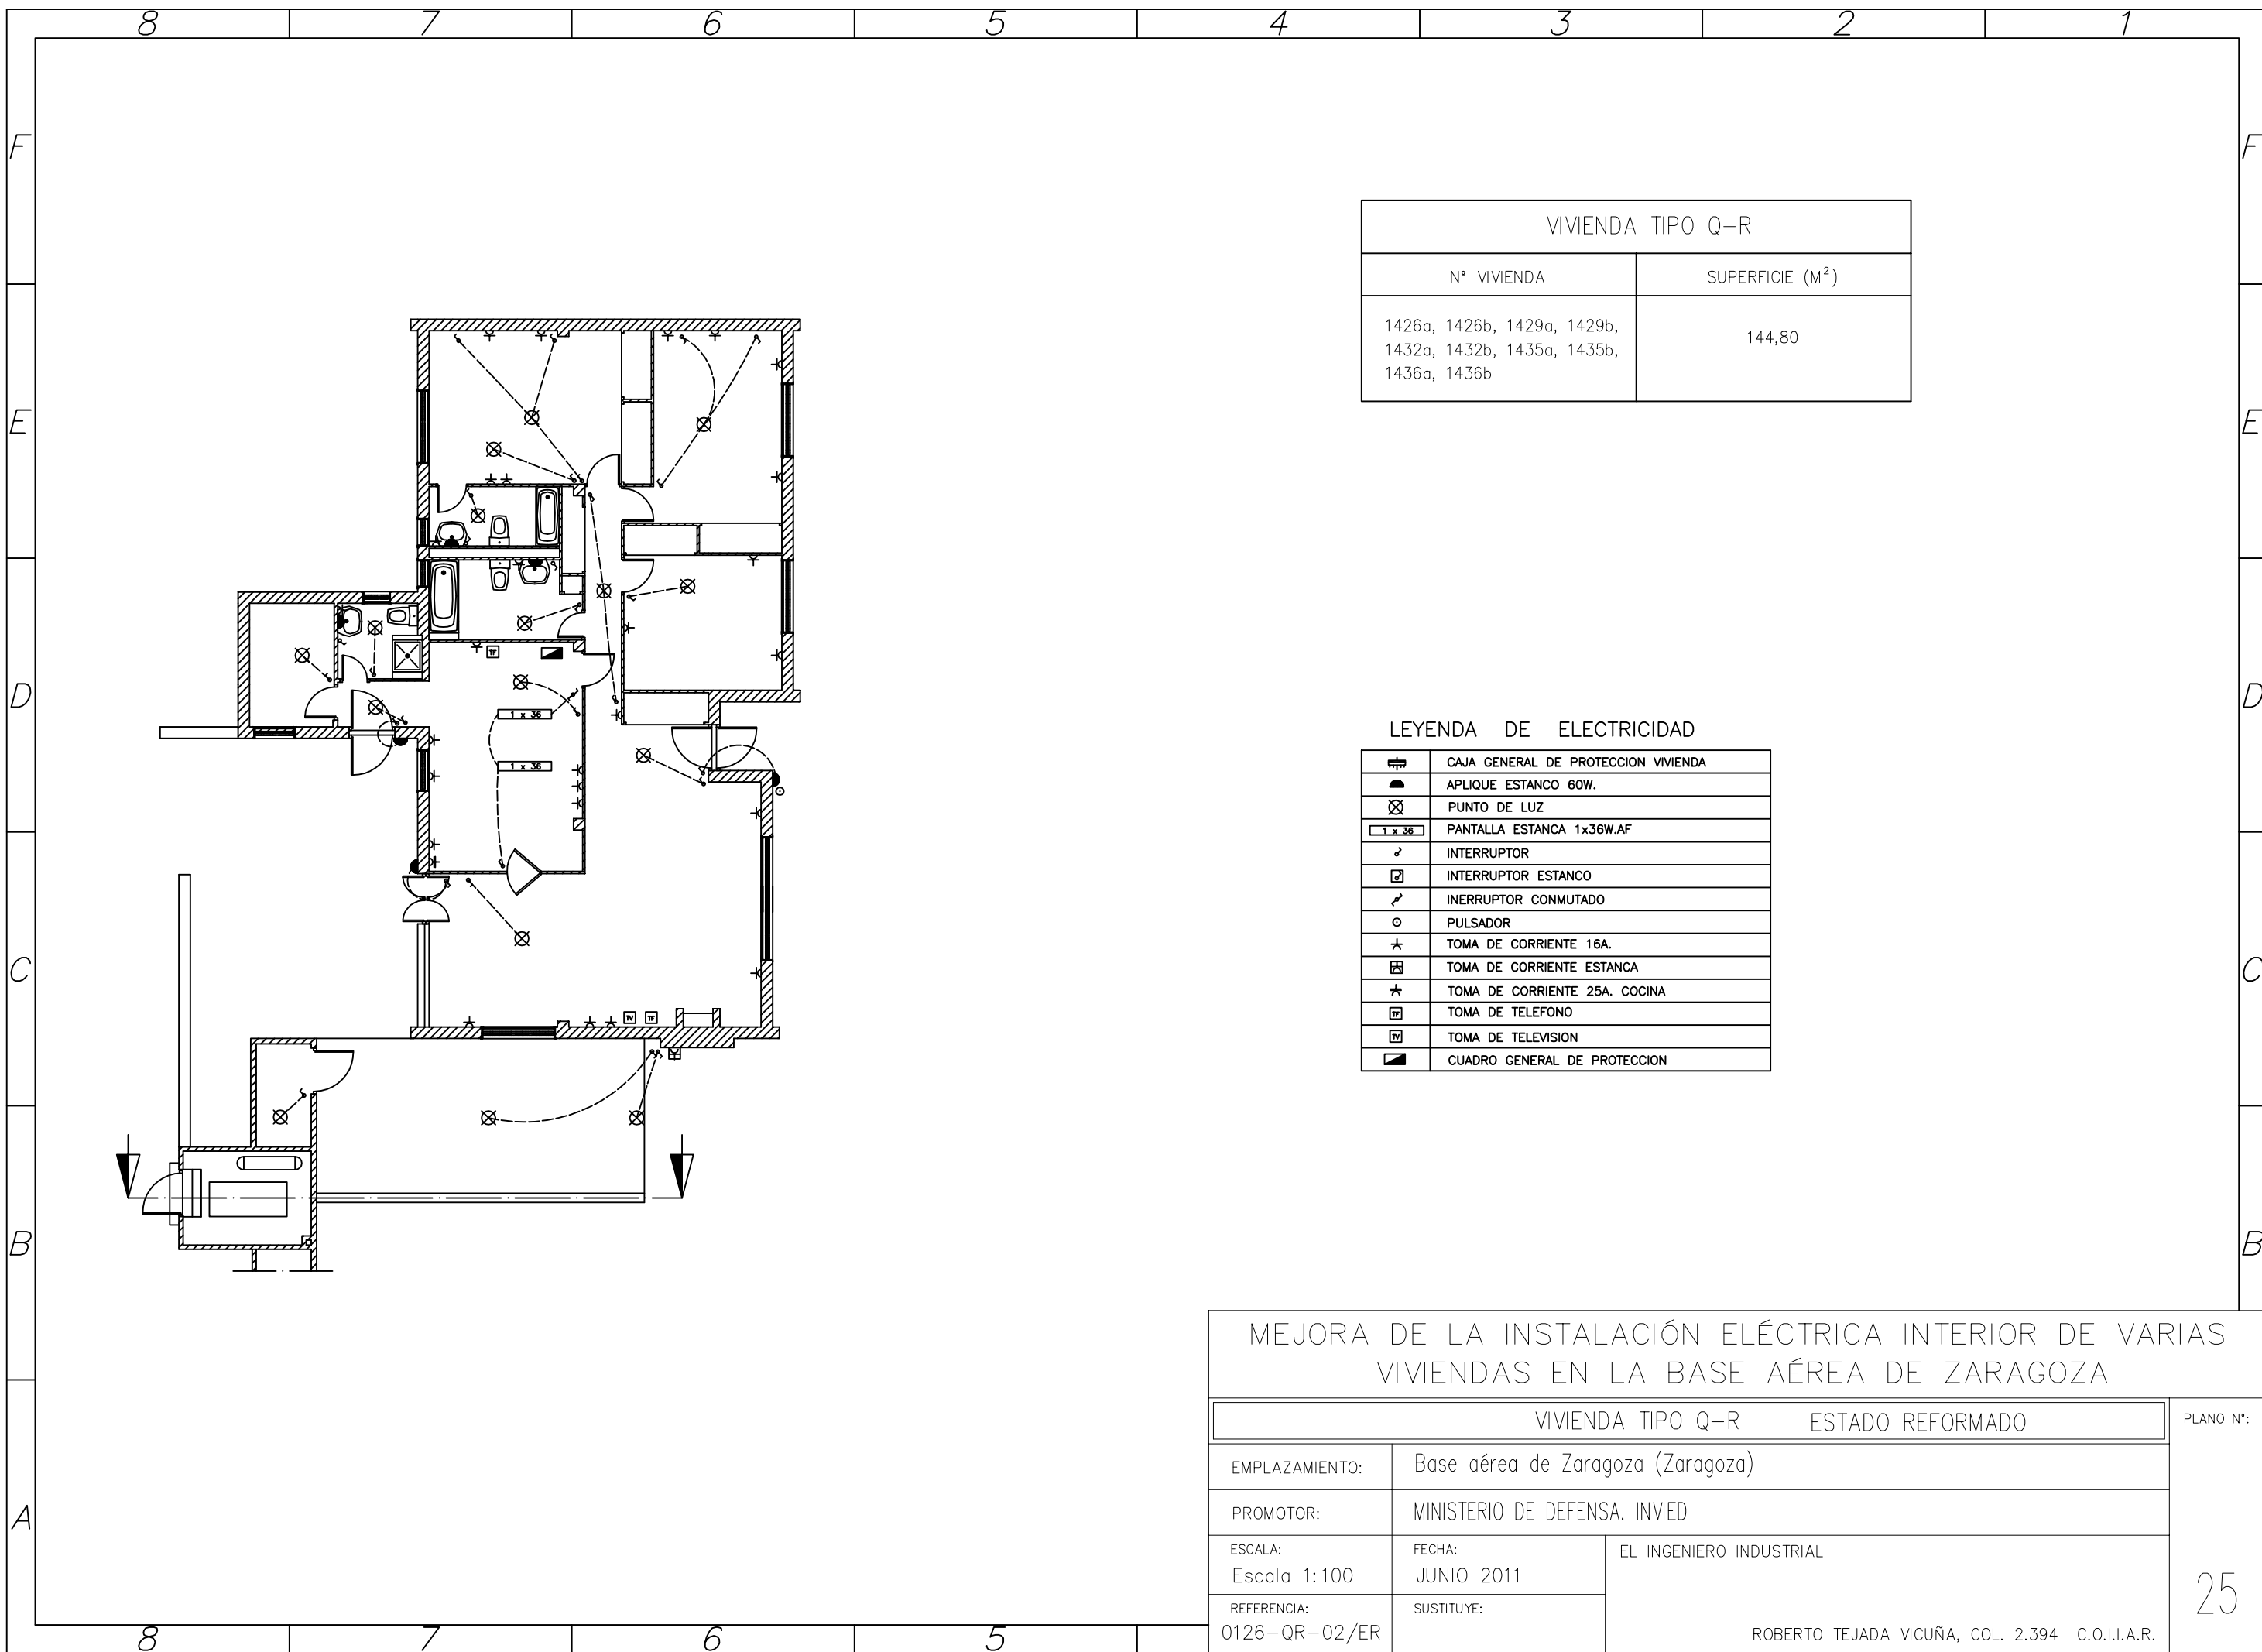 8 7 6 5 4 3 2 1
F F
E E
D D
C C
B B
A
VIVIENDA TIPO Q-R
Nº VIVIENDA SUPERFICIE (M²)
1426a, 1426b, 1429a, 1429b,
1432a, 1432b, 1435a, 1435b,
1436a, 1436b
144,80
TF
1 x 36
1 x 36
TV TF
LEYENDA DE ELECTRICIDAD
CAJA GENERAL DE PROTECCION VIVIENDA
APLIQUE ESTANCO 60W.
PUNTO DE LUZ
1 x 36 PANTALLA ESTANCA 1x36W.AF
INTERRUPTOR
INTERRUPTOR ESTANCO
INERRUPTOR CONMUTADO
PULSADOR
TOMA DE CORRIENTE 16A.
TOMA DE CORRIENTE ESTANCA
TOMA DE CORRIENTE 25A. COCINA
TF TOMA DE TELEFONO
TV TOMA DE TELEVISION
CUADRO GENERAL DE PROTECCION
MEJORA DE LA INSTALACIÓN ELÉCTRICA INTERIOR DE VARIAS
VIVIENDAS EN LA BASE AÉREA DE ZARAGOZA
VIVIENDA TIPO Q-R ESTADO REFORMADO
PLANO Nº:
25
EMPLAZAMIENTO: Base aérea de Zaragoza (Zaragoza)
PROMOTOR: MINISTERIO DE DEFENSA. INVIED
ESCALA:
Escala 1:100
FECHA:
JUNIO 2011
EL INGENIERO INDUSTRIAL
REFERENCIA:
0126-QR-02/ER
SUSTITUYE:
ROBERTO TEJADA VICUÑA, COL. 2.394 C.O.I.I.A.R.
8 7 6 5